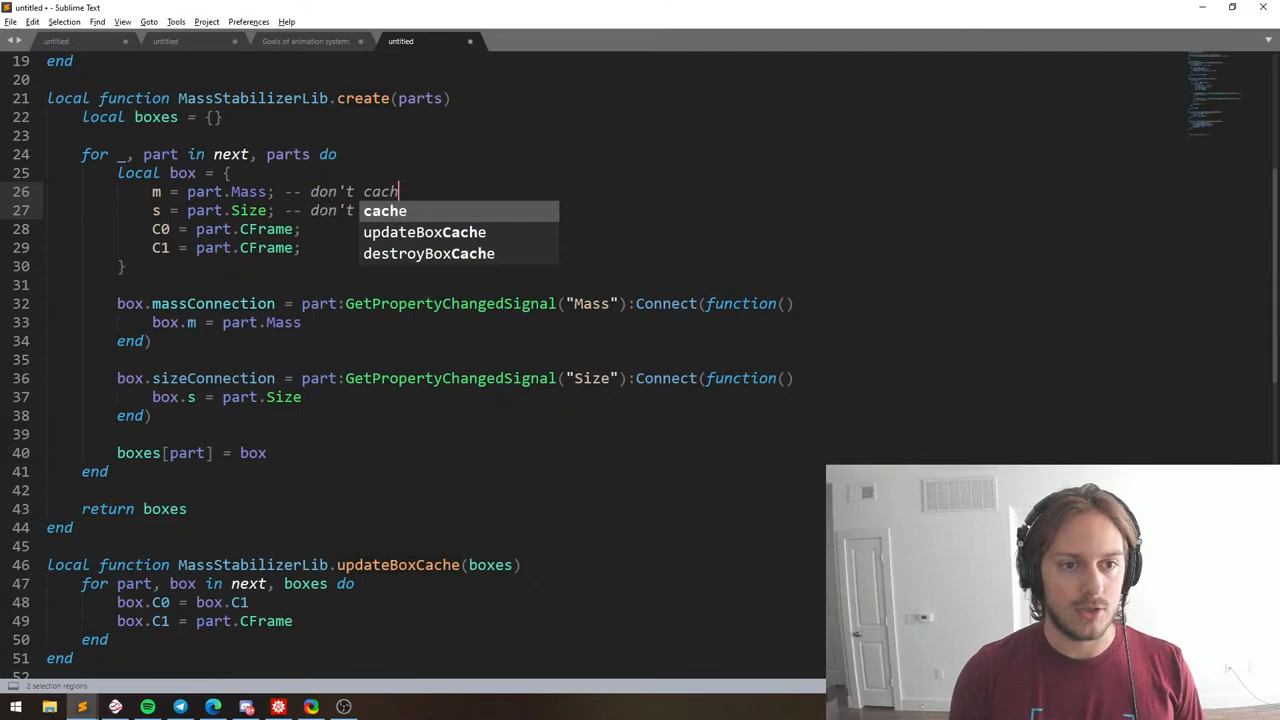 untitled • - Sublime Text
File Edit Selection Find View Goto Tools Project Preferences Help
untitled untitled Goals of animation system: untitled
19 end
20
21 local function MassStabilizerLib.create(parts)
22 local boxes = {}
23
24 for _, part in next, parts do
25 local box = {
26 m = part.Mass; -- don't cach
27 s = part.Size; -- don't
28 C0 = part.CFrame;
29 C1 = part.CFrame;
30 }
cache
updateBoxCache
destroyBoxCache
31
32 box.massConnection = part:GetPropertyChangedSignal("Mass"):Connect(function()
33 box.m = part.Mass
34 end)
35
36 box.sizeConnection = part:GetPropertyChangedSignal("Size"):Connect(function()
37 box.s = part.Size
38 end)
39
40 boxes[part] = box
41 end
42
43 return boxes
44 end
45
46 local function MassStabilizerLib.updateBoxCache(boxes)
47 for part, box in next, boxes do
48 box.C0 = box.C1
49 box.C1 = part.CFrame
50 end
51 end
52
2 selection regions